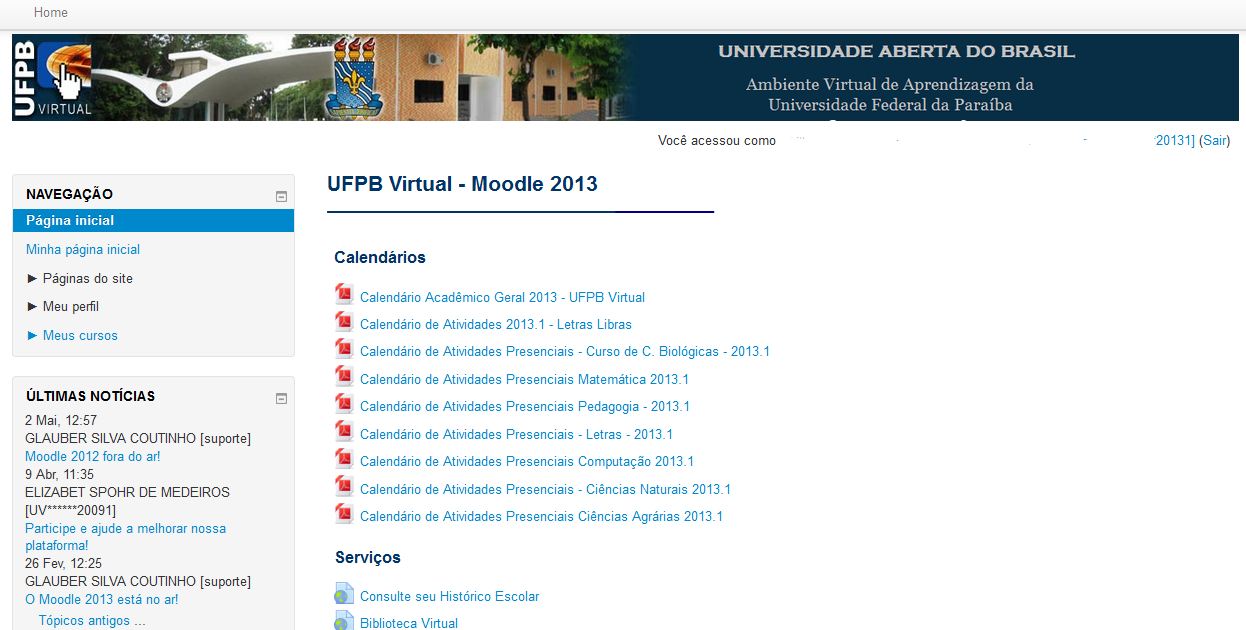 Home
UFPB
VIRTUAL
UNIVERSIDADE ABERTA DO BRASIL
Ambiente Virtual de Aprendizagem da
Universidade Federal da Paraíba
Você acessou como
20131] (Sair)
NAVEGAÇÃO
Página inicial
Minha página inicial
► Páginas do site
► Meu perfil
► Meus cursos
ÚLTIMAS NOTÍCIAS
2 Mai, 12:57
GLAUBER SILVA COUTINHO [suporte]
Moodle 2012 fora do ar!
9 Abr, 11:35
ELIZABET SPOHR DE MEDEIROS
[UV******20091]
Participe e ajude a melhorar nossa
plataforma!
26 Fev, 12:25
GLAUBER SILVA COUTINHO [suporte]
O Moodle 2013 está no ar!
Tópicos antigos ...
UFPB Virtual - Moodle 2013
Calendários
Calendário Acadêmico Geral 2013 - UFPB Virtual
Calendário de Atividades 2013.1 - Letras Libras
Calendário de Atividades Presenciais - Curso de C. Biológicas - 2013.1
Calendário de Atividades Presenciais Matemática 2013.1
Calendário de Atividades Presenciais Pedagogia - 2013.1
Calendário de Atividades Presenciais - Letras - 2013.1
Calendário de Atividades Presenciais Computação 2013.1
Calendário de Atividades Presenciais - Ciências Naturais 2013.1
Calendário de Atividades Presenciais Ciências Agrárias 2013.1
Serviços
Consulte seu Histórico Escolar
Biblioteca Virtual